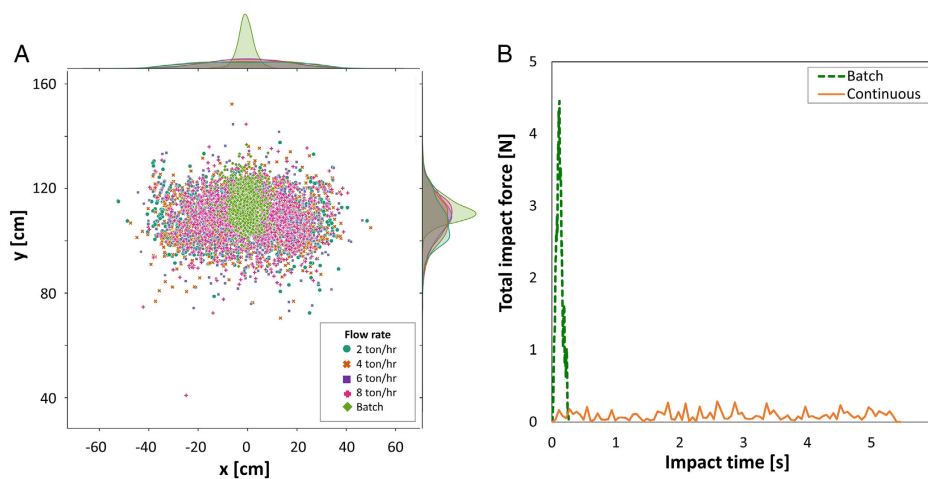 A
160
120
80
40
y [cm]
-60
-40
-20
0
20
40
60
x [cm]
Flow rate
2 ton/hr
4 ton/hr
6 ton/hr
8 ton/hr
Batch
B
5
4
3
2
1
0
Total impact force [N]
0
1
2
3
4
5
Impact time [s]
Batch
Continuous